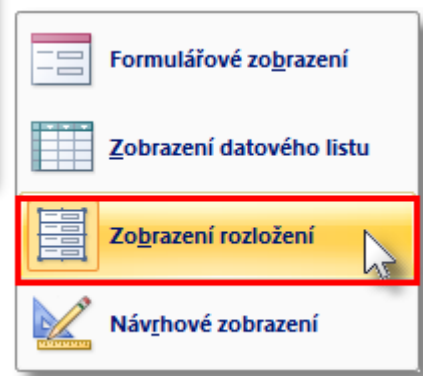 Formulářové zobrazení
Zobrazení datového listu
Zobrazení rozložení
Návrhové zobrazení